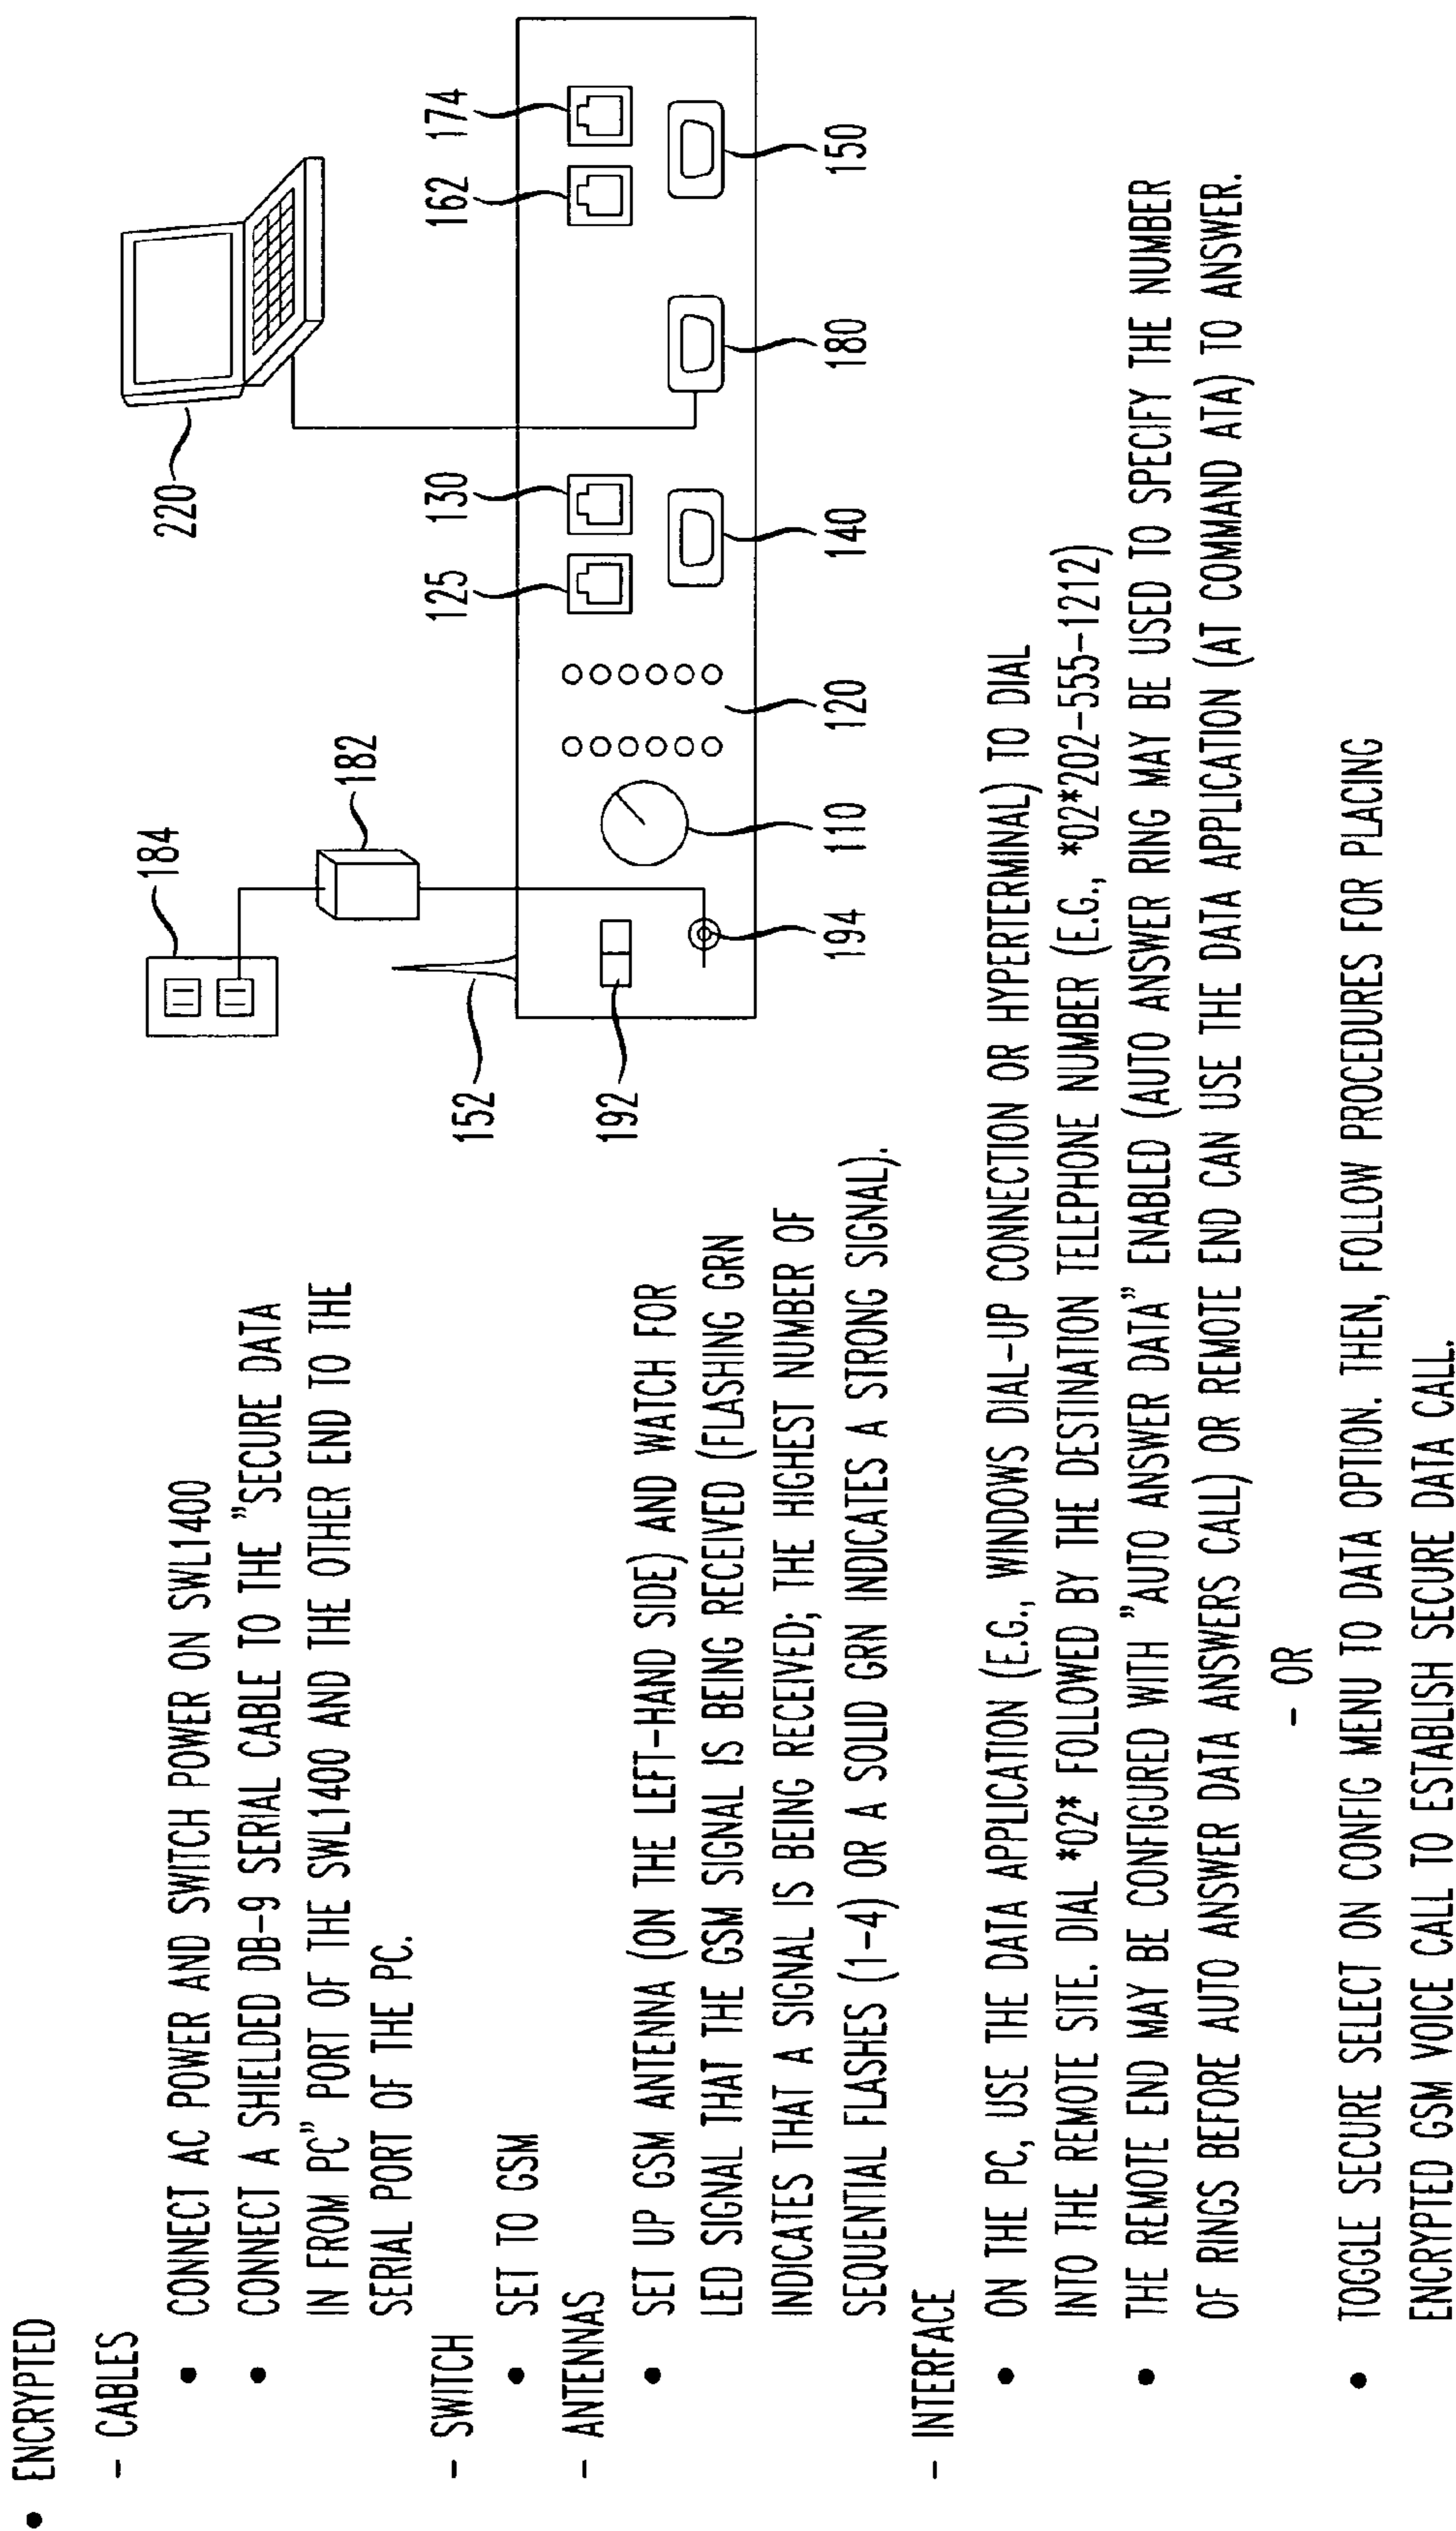 • ENCRYPTED
– CABLES
• CONNECT AC POWER AND SWITCH POWER ON SWL1400
• CONNECT A SHIELDED DB–9 SERIAL CABLE TO THE "SECURE DATA
IN FROM PC" PORT OF THE SWL1400 AND THE OTHER END TO THE
SERIAL PORT OF THE PC.
– SWITCH
• SET TO GSM
– ANTENNAS
• SET UP GSM ANTENNA (ON THE LEFT–HAND SIDE) AND WATCH FOR
LED SIGNAL THAT THE GSM SIGNAL IS BEING RECEIVED (FLASHING GRN
INDICATES THAT A SIGNAL IS BEING RECEIVED; THE HIGHEST NUMBER OF
SEQUENTIAL FLASHES (1–4) OR A SOLID GRN INDICATES A STRONG SIGNAL).
– INTERFACE
• ON THE PC, USE THE DATA APPLICATION (E.G., WINDOWS DIAL–UP CONNECTION OR HYPERTERMINAL) TO DIAL
INTO THE REMOTE SITE. DIAL *02* FOLLOWED BY THE DESTINATION TELEPHONE NUMBER (E.G., *02*202–555–1212)
• THE REMOTE END MAY BE CONFIGURED WITH "AUTO ANSWER DATA" ENABLED (AUTO ANSWER RING MAY BE USED TO SPECIFY THE NUMBER
OF RINGS BEFORE AUTO ANSWER DATA ANSWERS CALL) OR REMOTE END CAN USE THE DATA APPLICATION (AT COMMAND ATA) TO ANSWER.
– OR
• TOGGLE SECURE SELECT ON CONFIG MENU TO DATA OPTION. THEN, FOLLOW PROCEDURES FOR PLACING
ENCRYPTED GSM VOICE CALL TO ESTABLISH SECURE DATA CALL.
184
220
182
152
125
130
162
174
192
194
110
120
140
180
150